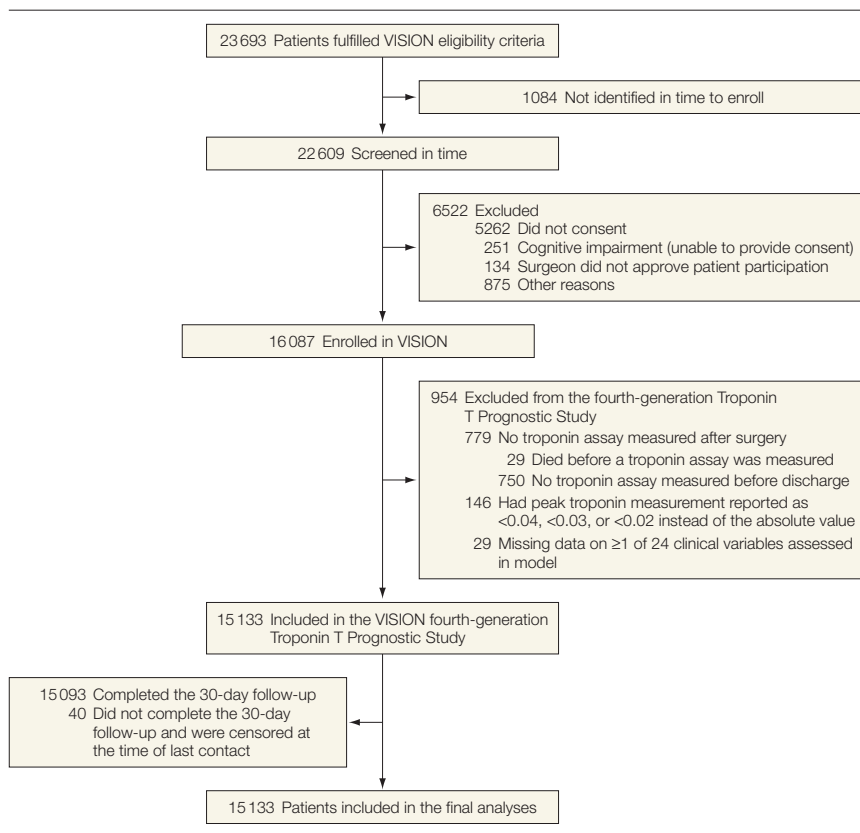 23 693 Patients fulfilled VISION eligibility criteria
1084 Not identified in time to enroll
22 609 Screened in time
6522 Excluded
5262 Did not consent
251 Cognitive impairment (unable to provide consent)
134 Surgeon did not approve patient participation
875 Other reasons
16 087 Enrolled in VISION
954 Excluded from the fourth-generation Troponin
T Prognostic Study
779 No troponin assay measured after surgery
29 Died before a troponin assay was measured
750 No troponin assay measured before discharge
146 Had peak troponin measurement reported as
<0.04, <0.03, or <0.02 instead of the absolute value
29 Missing data on ≥1 of 24 clinical variables assessed
in model
15 133 Included in the VISION fourth-generation
Troponin T Prognostic Study
15 093 Completed the 30-day follow-up
40 Did not complete the 30-day
follow-up and were censored at
the time of last contact
15 133 Patients included in the final analyses